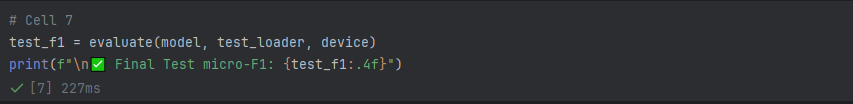 # Cell 7
test_f1 = evaluate(model, test_loader, device)
print(f"\n✅ Final Test micro-F1: {test_f1:.4f}")
✓ [7] 227ms